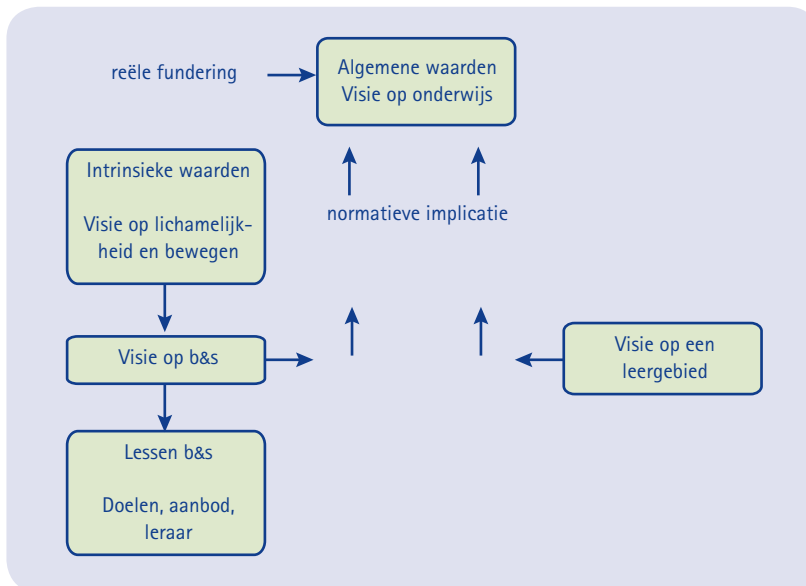 reële fundering
Algemene waarden
Visie op onderwijs
Intrinsieke waarden
Visie op lichamelijk-
heid en bewegen
normatieve implicatie
Visie op b&s
Visie op een
leergebied
Lessen b&s
Doelen, aanbod,
leraar